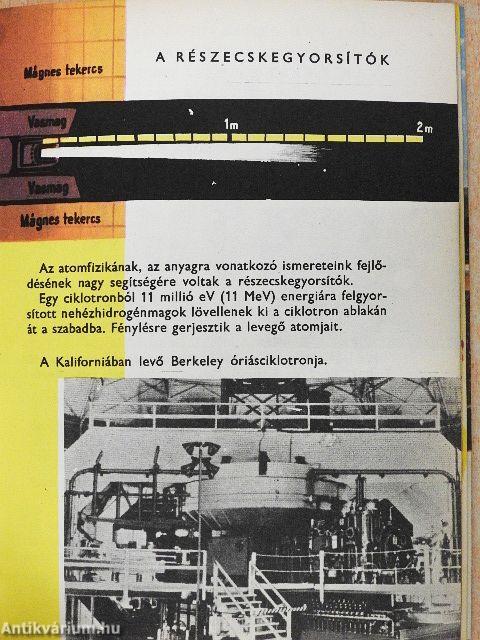 A RÉSZECSKEGYORSÍTÓK
Mágnes tekercs
Vasmag
1m
2m
Vasmag
Mágnes tekercs
Az atomfizikának, az anyagra vonatkozó ismereteink fejlő-
désének nagy segítségére voltak a részecskegyorsítók.
Egy ciklotronból 11 millió eV (11 MeV) energiára felgyor-
sított nehézhidrogénmagok lövellenek ki a ciklotron ablakán
át a szabadba. Fénylésre gerjesztik a levegő atomjait.
A Kaliforniában levő Berkeley óriásciklotronja.
Antikvárium.hu